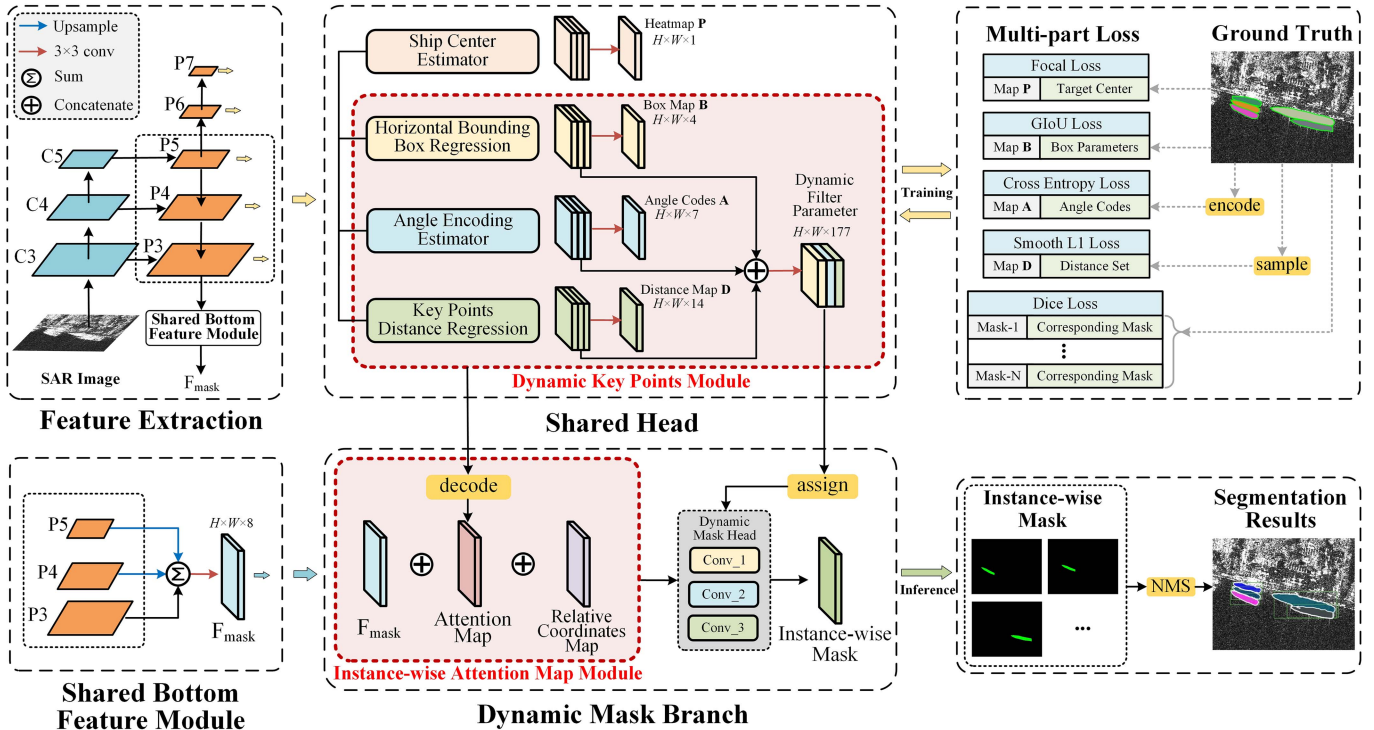 Upsample
3×3 conv
Σ
Sum
Concatenate
P7
P6
C5
P5
C4
P4
C3
P3
Shared Bottom
Feature Module
SAR Image
F_mask
Feature Extraction
Ship Center
Estimator
Heatmap P
H×W×1
Horizontal Bounding
Box Regression
Box Map B
H×W×4
Angle Encoding
Estimator
Angle Codes A
H×W×7
Key Points
Distance Regression
Distance Map D
H×W×14
Dynamic
Filter
Parameter
H×W×177
Dynamic Key Points Module
Shared Head
Training
Multi-part Loss
Ground Truth
Focal Loss
Map P Target Center
GIoU Loss
Map B Box Parameters
Cross Entropy Loss
Map A Angle Codes
encode
Smooth L1 Loss
Map D Distance Set
sample
Dice Loss
Mask-1 Corresponding Mask
⋮
Mask-N Corresponding Mask
P5
P4
P3
Σ
H×W×8
F_mask
Shared Bottom
Feature Module
decode
F_mask
Attention
Map
Relative
Coordinates
Map
Instance-wise Attention Map Module
assign
Dynamic
Mask Head
Conv_1
Conv_2
Conv_3
Instance-wise
Mask
Dynamic Mask Branch
Inference
Instance-wise
Mask
...
NMS
Segmentation
Results